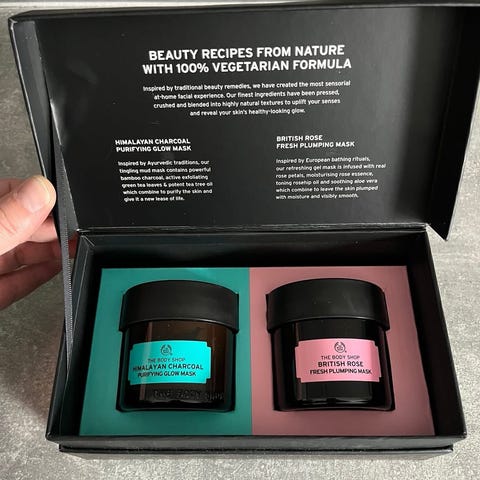 BEAUTY RECIPES FROM NATURE
WITH 100% VEGETARIAN FORMULA
Inspired by traditional beauty remedies, we have created the most sensorial
at-home facial experience. Our finest ingredients have been pressed,
crushed and blended into highly natural textures to uplift your senses
and reveal your skin's healthy-looking glow.
HIMALAYAN CHARCOAL
PURIFYING GLOW MASK
Inspired by Ayurvedic traditions, our
tingling mud mask contains powerful
bamboo charcoal, active exfoliating
green tea leaves & potent tea tree oil
which combine to purify the skin and
give it a new lease of life.
BRITISH ROSE
FRESH PLUMPING MASK
Inspired by European bathing rituals,
our refreshing gel mask is infused with real
rose petals, moisturising rose essence,
toning rosehip oil and soothing aloe vera
which combine to leave the skin plumped
with moisture and visibly smooth.
THE BODY SHOP
HIMALAYAN CHARCOAL
PURIFYING GLOW MASK
THE BODY SHOP
BRITISH ROSE
FRESH PLUMPING MASK